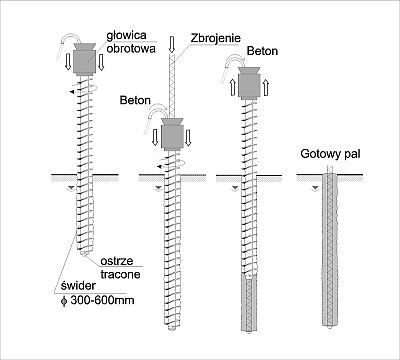 głowica
obrotowa
Zbrojenie
Beton
Beton
Gotowy pal
ostrze
tracone
świder
ϕ 300-600mm